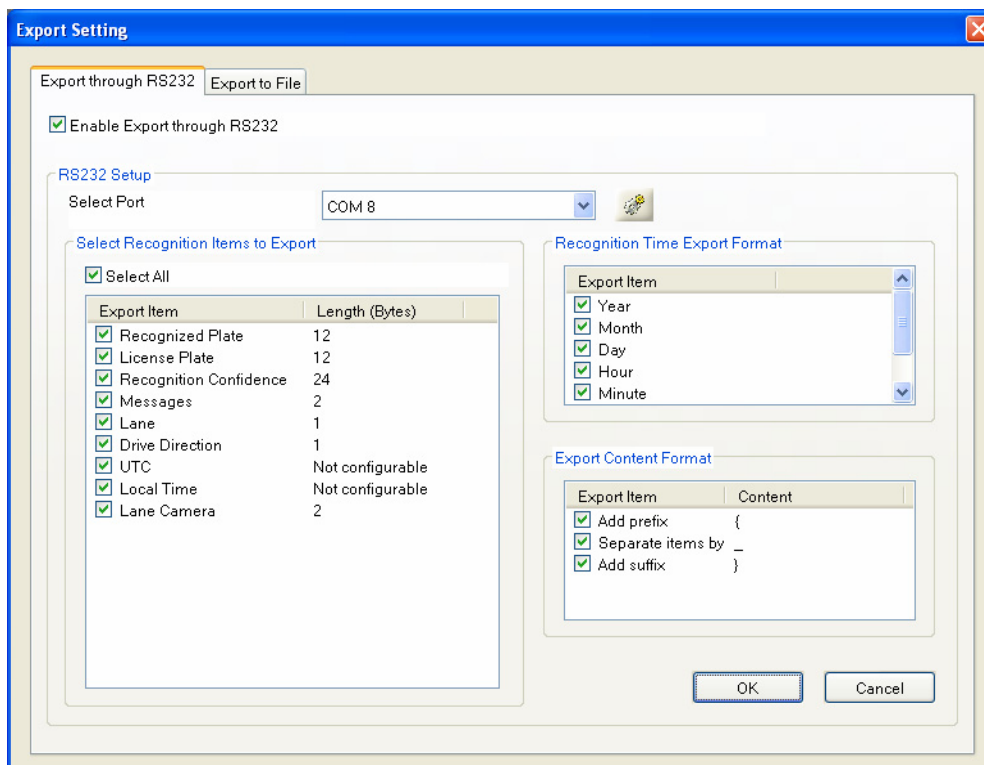 Export Setting
Export through RS232 Export to File
Enable Export through RS232
RS232 Setup
Select Port COM 8
Select Recognition Items to Export
Select All
Export Item Length (Bytes)
Recognized Plate 12
License Plate 12
Recognition Confidence 24
Messages 2
Lane 1
Drive Direction 1
UTC Not configurable
Local Time Not configurable
Lane Camera 2
Recognition Time Export Format
Export Item
Year
Month
Day
Hour
Minute
Export Content Format
Export Item Content
Add prefix {
Separate items by _
Add suffix }
OK Cancel